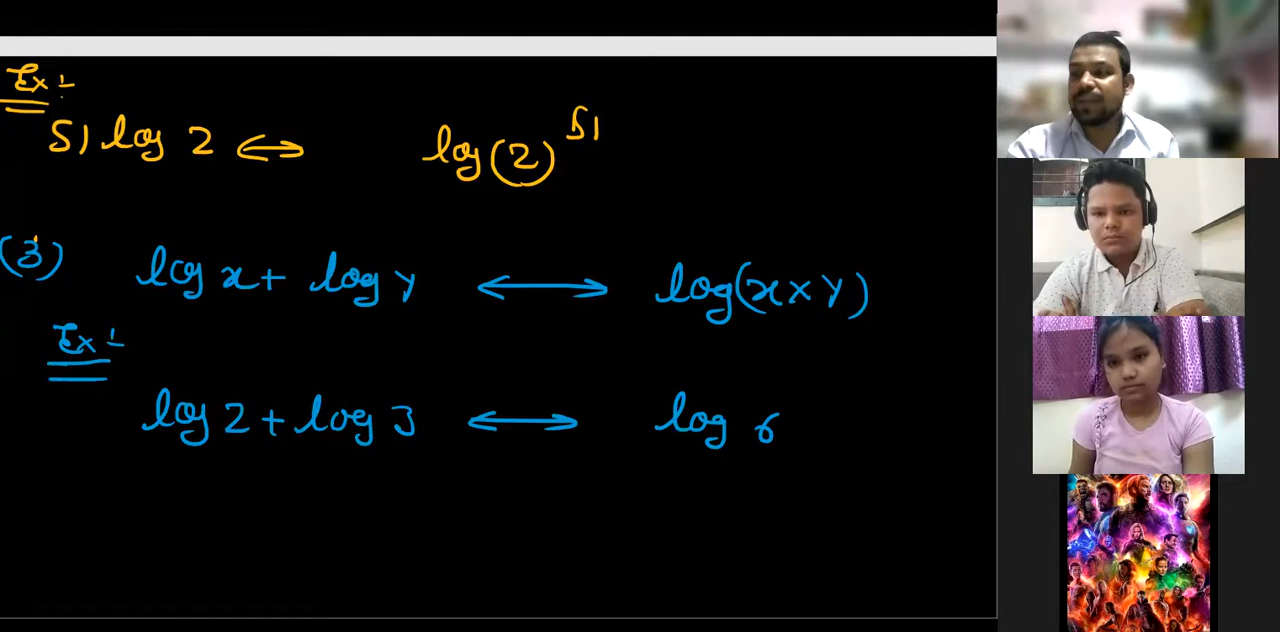 Ex :-
51 log 2 ⟺ log(2)^51
(3) log x + log y ⟷ log(x × y)
Ex :-
log 2 + log 3 ⟷ log 6